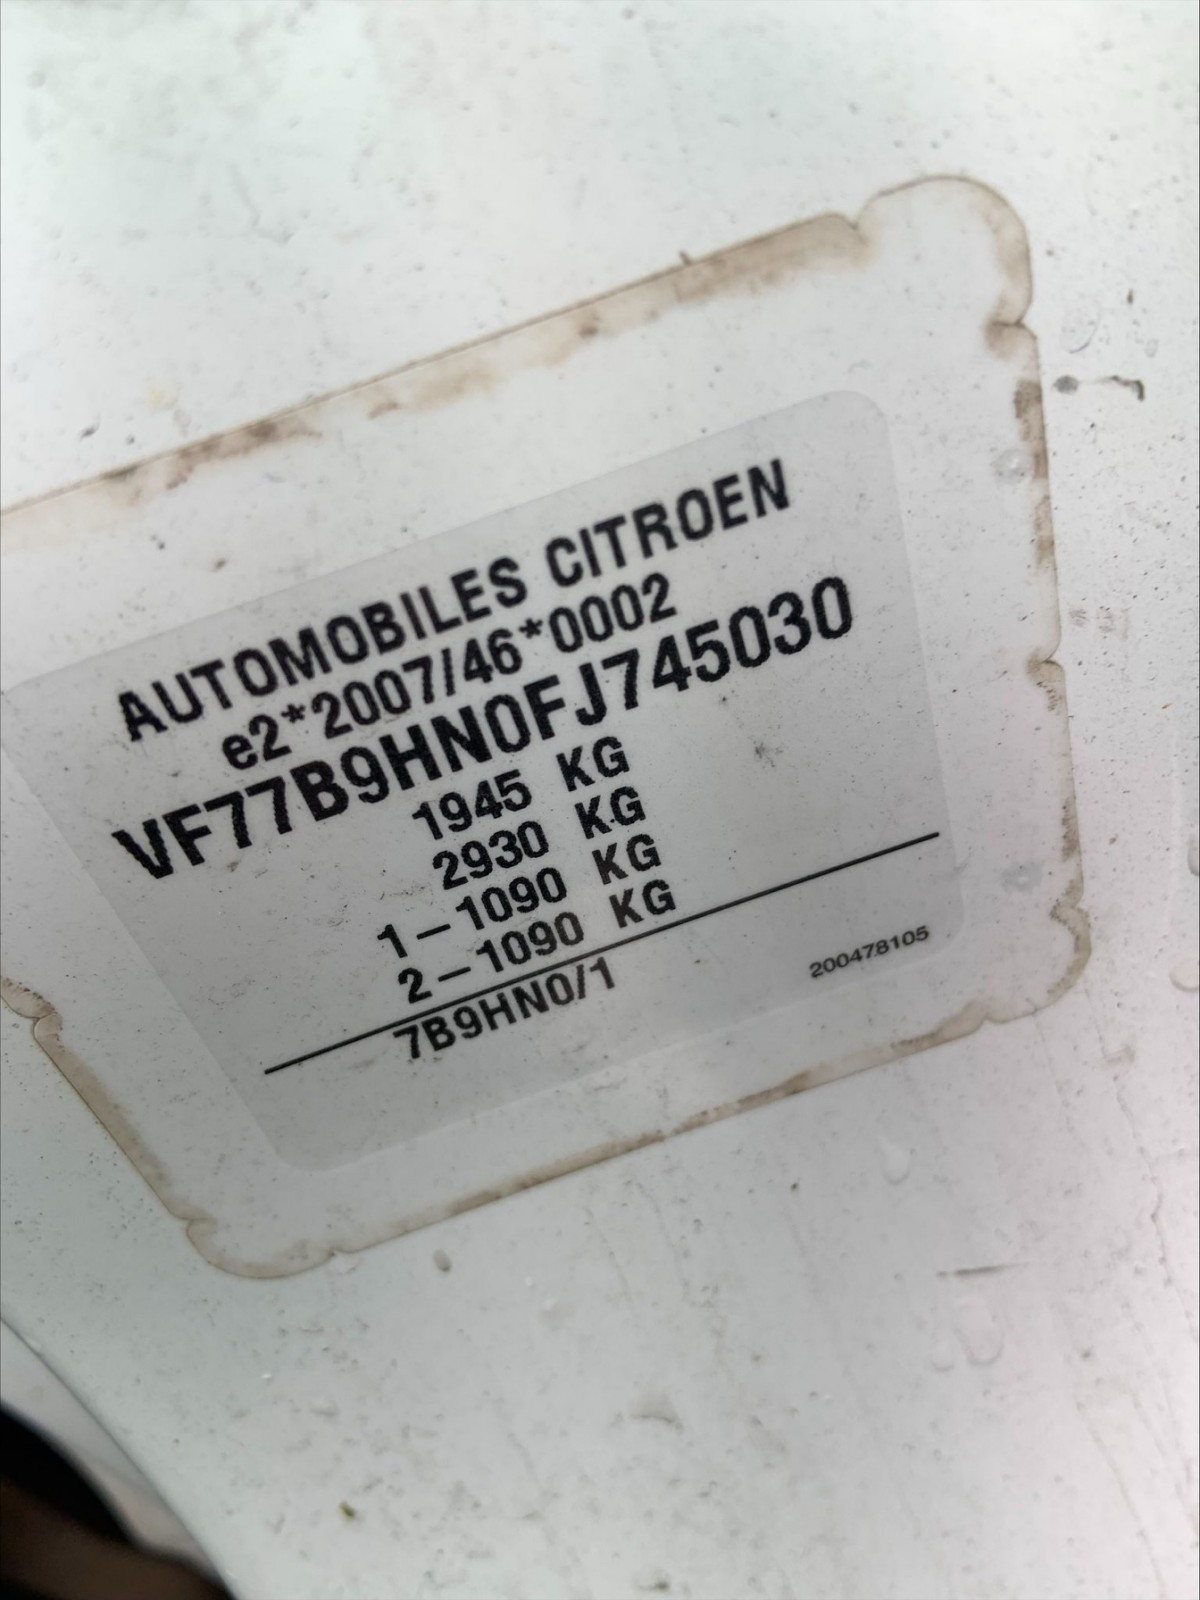 AUTOMOBILES CITROEN
e2*2007/46*0002
VF77B9HN0FJ745030
1945 KG
2930 KG
1-1090 KG
2-1090 KG
7B9HN0/1
200478105